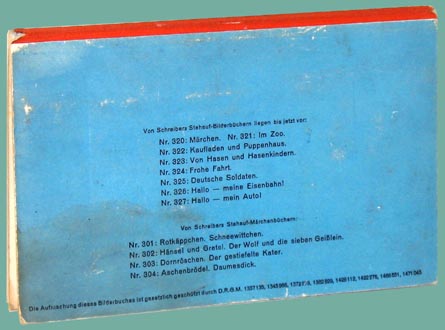 Von Schreibers Stehauf-Bilderbüchern liegen bis jetzt vor:
Nr. 320: Märchen. Nr. 321: Im Zoo.
Nr. 322: Kaufladen und Puppenhaus.
Nr. 323: Von Hasen und Hasenkindern.
Nr. 324: Frohe Fahrt.
Nr. 325: Deutsche Soldaten.
Nr. 326: Hallo — meine Eisenbahn!
Nr. 327: Hallo — mein Auto!
Von Schreibers Stehauf-Märchenbüchern:
Nr. 301: Rotkäppchen. Schneewittchen.
Nr. 302: Hänsel und Gretel. Der Wolf und die sieben Geißlein.
Nr. 303: Dornröschen. Der gestiefelte Kater.
Nr. 304: Aschenbrödel. Daumesdick.
Die Aufmachung dieses Bilderbuches ist gesetzlich geschützt durch D.R.G.M.